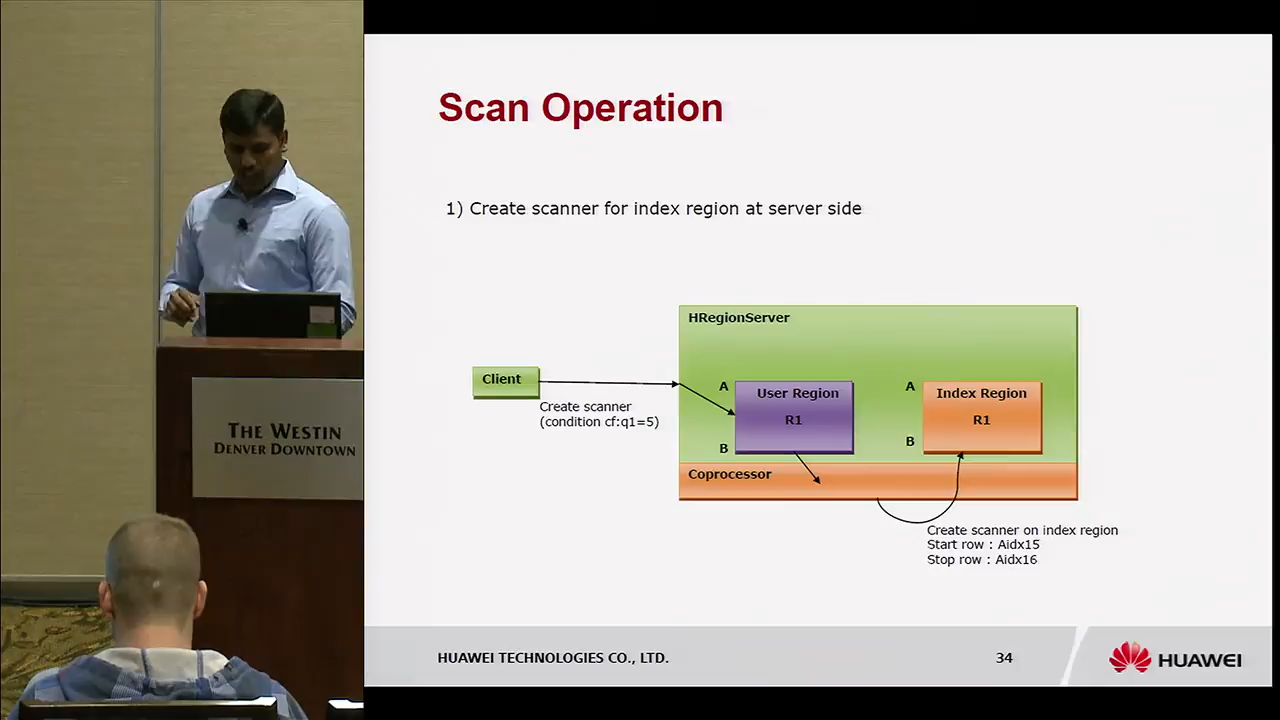 Scan Operation
1) Create scanner for index region at server side
HRegionServer
Client
A
User Region
R1
B
A
Index Region
R1
B
Create scanner
(condition cf:q1=5)
Coprocessor
Create scanner on index region
Start row : Aidx15
Stop row : Aidx16
HUAWEI TECHNOLOGIES CO., LTD.
34
HUAWEI
THE WESTIN
DENVER DOWNTOWN